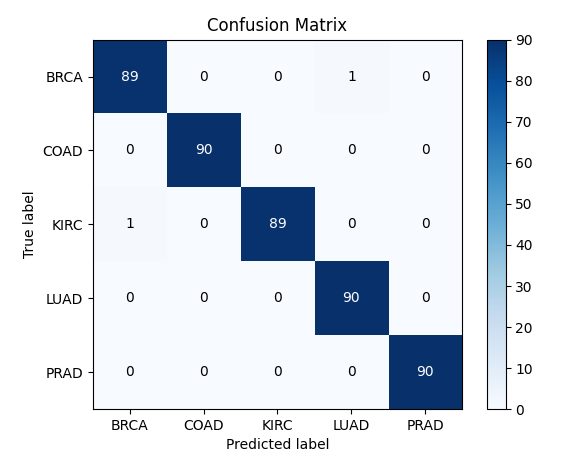 Confusion Matrix
BRCA 89 0 0 1 0
COAD 0 90 0 0 0
KIRC 1 0 89 0 0
LUAD 0 0 0 90 0
PRAD 0 0 0 0 90
BRCA COAD KIRC LUAD PRAD
Predicted label
True label
90
80
70
60
50
40
30
20
10
0